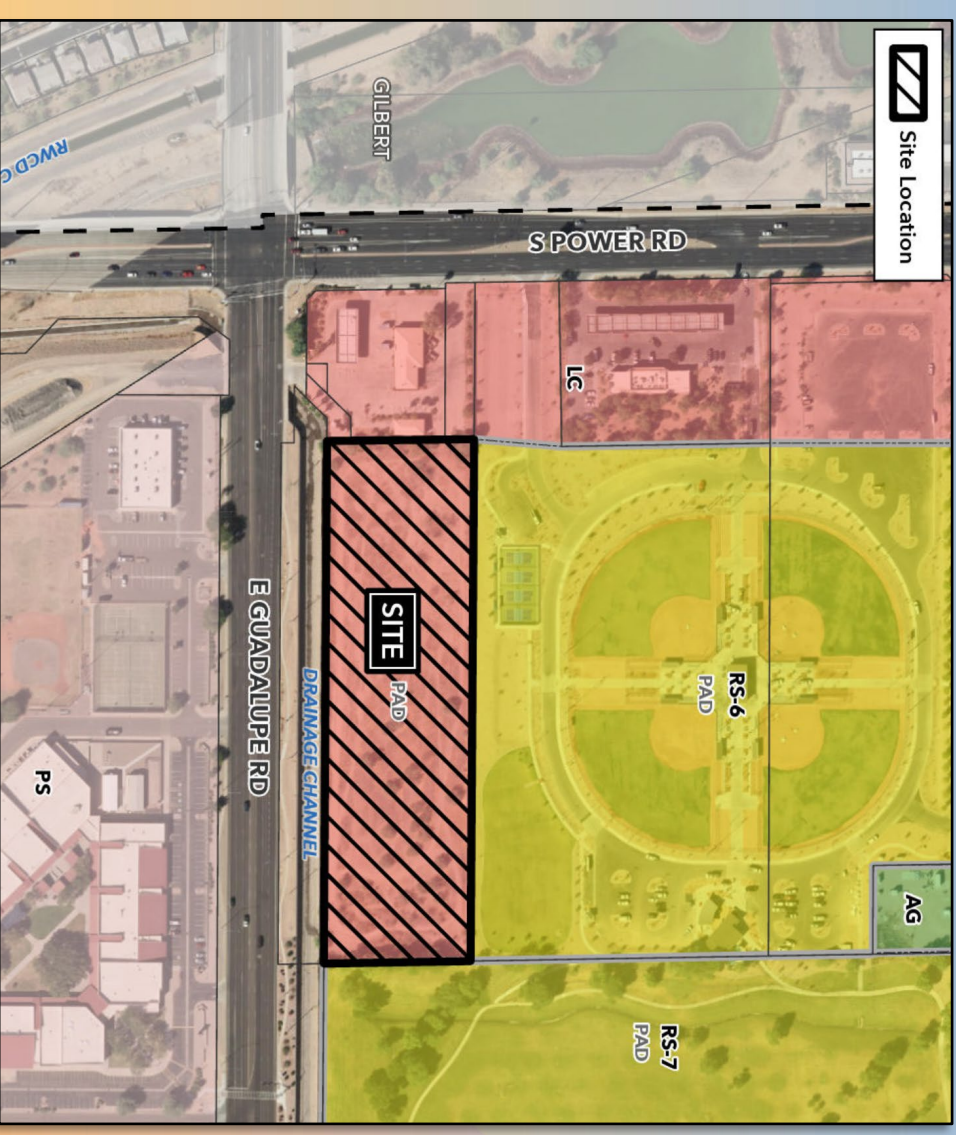 Site Location
GILBERT
RWCD C
S POWER RD
LC
SITE
PAD
RS-6
PAD
AG
E GUADALUPE RD
DRAINAGE CHANNEL
PS
RS-7
PAD